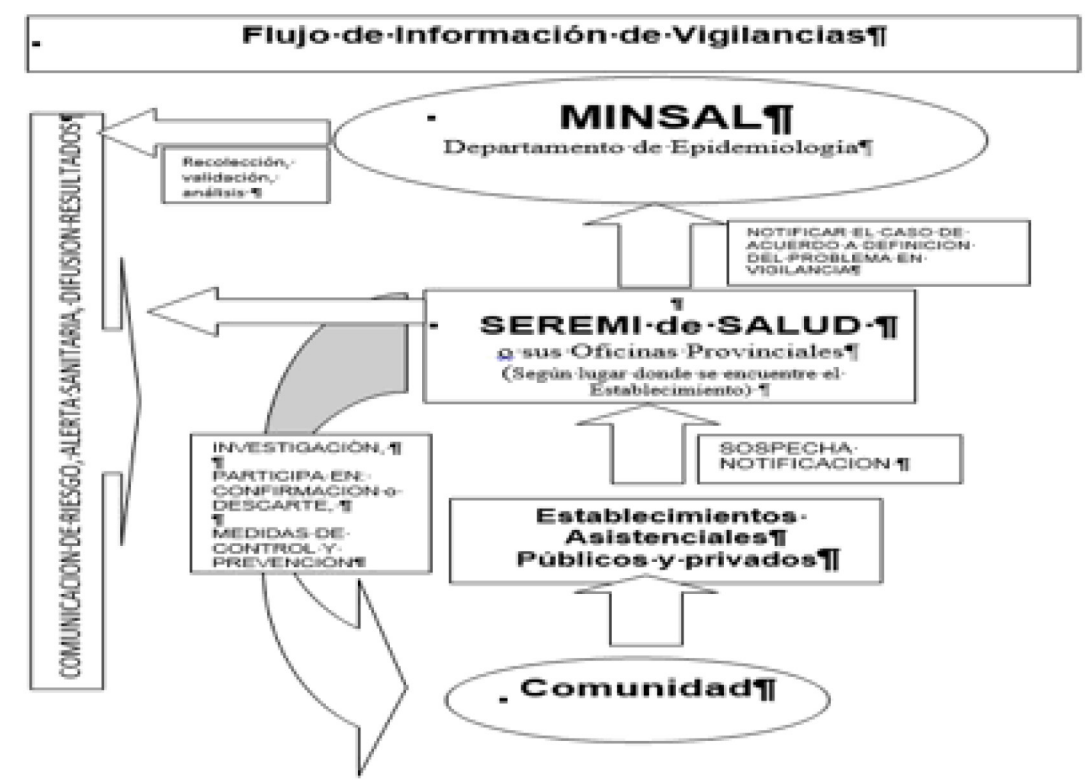 Flujo·de·Información·de·Vigilancias¶
MINSAL¶
Departamento·de·Epidemiología¶
Recolección,·
validación,·
análisis·¶
NOTIFICAR·EL·CASO·DE·
ACUERDO·A·DEFINICION·
DEL·PROBLEMA·EN·
VIGILANCIA¶
COMUNICACION·DE·RIESGO,·ALERTA·SANITARIA,·DIFUSION·RESULTADOS¶
¶
SEREMI·de·SALUD·¶
o·sus·Oficinas·Provinciales¶
(Según·lugar·donde·se·encuentre·el·
Establecimiento)·¶
INVESTIGACIÓN,·¶
¶
PARTICIPA·EN:·
CONFIRMACION·o·
DESCARTE,·¶
¶
MEDIDAS·DE·
CONTROL·Y·
PREVENCIÓN¶
SOSPECHA·
NOTIFICACION·¶
Establecimientos·
Asistenciales¶
Públicos·y·privados¶
Comunidad¶